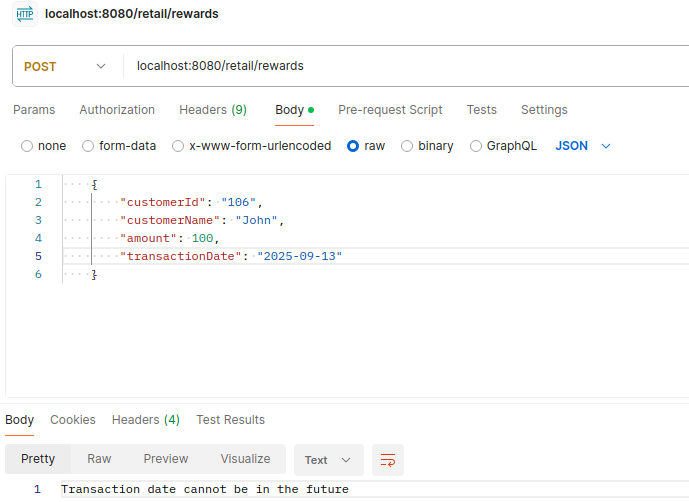 HTTP localhost:8080/retail/rewards
POST localhost:8080/retail/rewards
Params Authorization Headers (9) Body Pre-request Script Tests Settings
none form-data x-www-form-urlencoded raw binary GraphQL JSON
1 {
2 "customerId": "106",
3 "customerName": "John",
4 "amount": 100,
5 "transactionDate": "2025-09-13"
6 }
Body Cookies Headers (4) Test Results
Pretty Raw Preview Visualize Text
1 Transaction date cannot be in the future